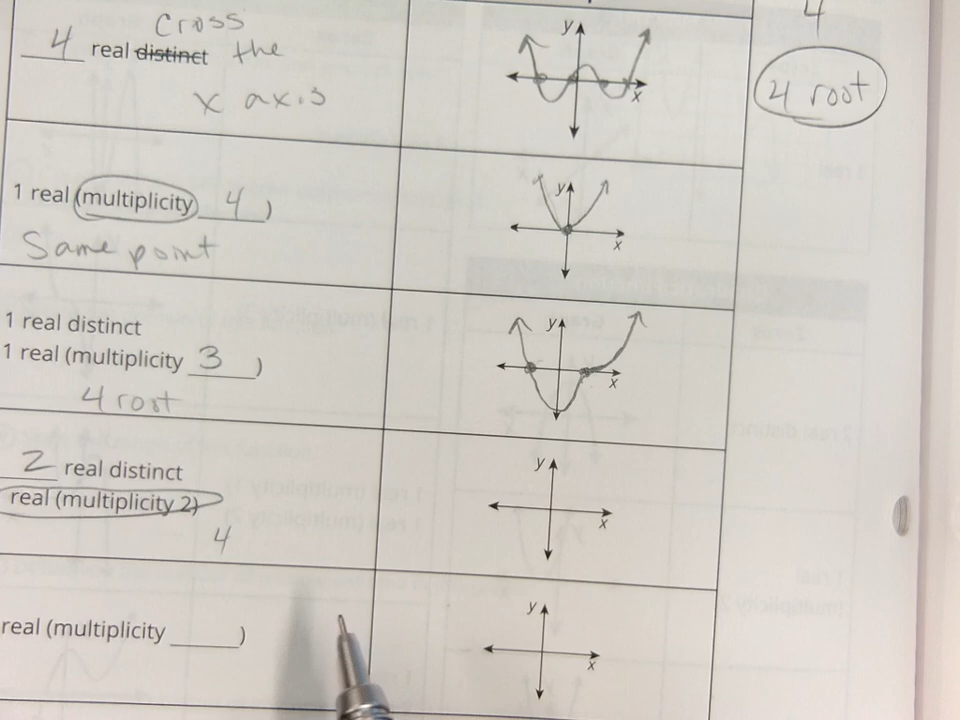 Cross
4 real distinct the
x axis
y
x
4
4 root
1 real (multiplicity 4)
Same point
y
x
1 real distinct
1 real (multiplicity 3)
4 root
y
x
2 real distinct
real (multiplicity 2)
4
y
x
real (multiplicity ____)
y
x